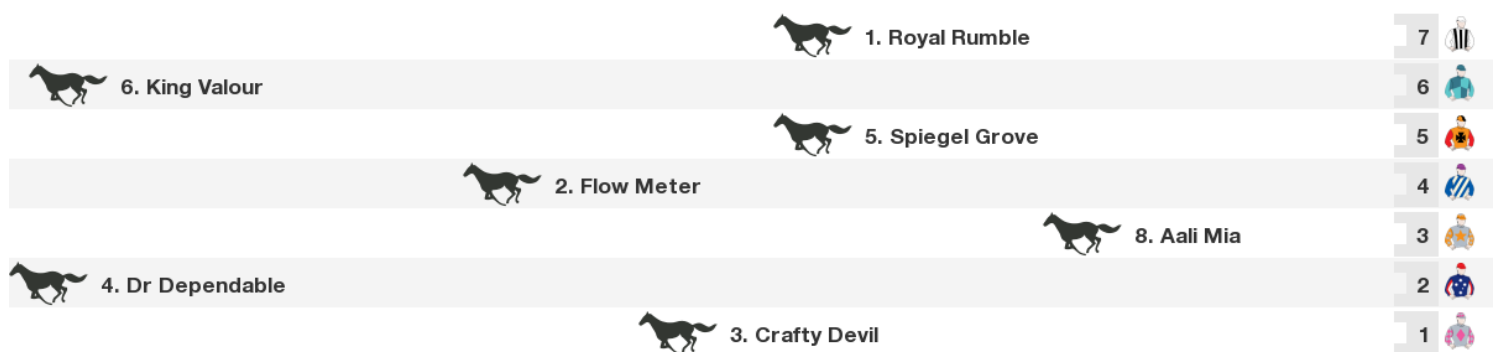 1. Royal Rumble 7
6. King Valour 6
5. Spiegel Grove 5
2. Flow Meter 4
8. Aali Mia 3
4. Dr Dependable 2
3. Crafty Devil 1